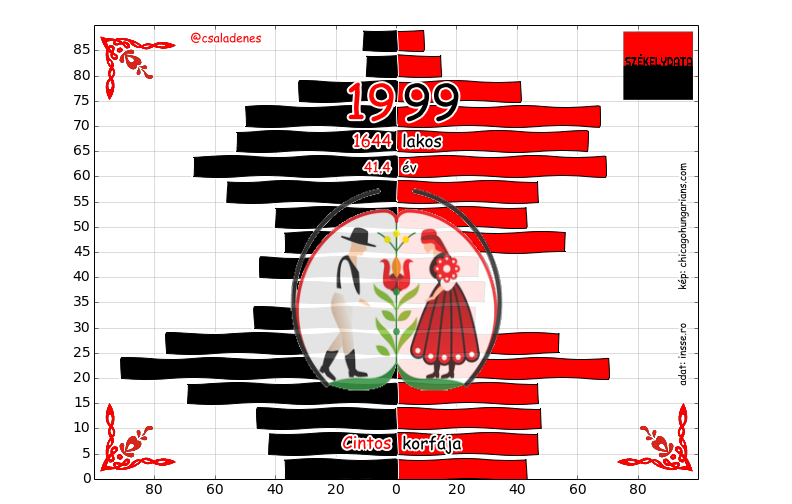 @csaladenes
SZÉKELYDATA
1999
1644 lakos
41,4 év
kép: chicagohungarians.com
adat: insse.ro
Cintos korfája
85
80
75
70
65
60
55
50
45
40
35
30
25
20
15
10
5
0
80 60 40 20 0 20 40 60 80